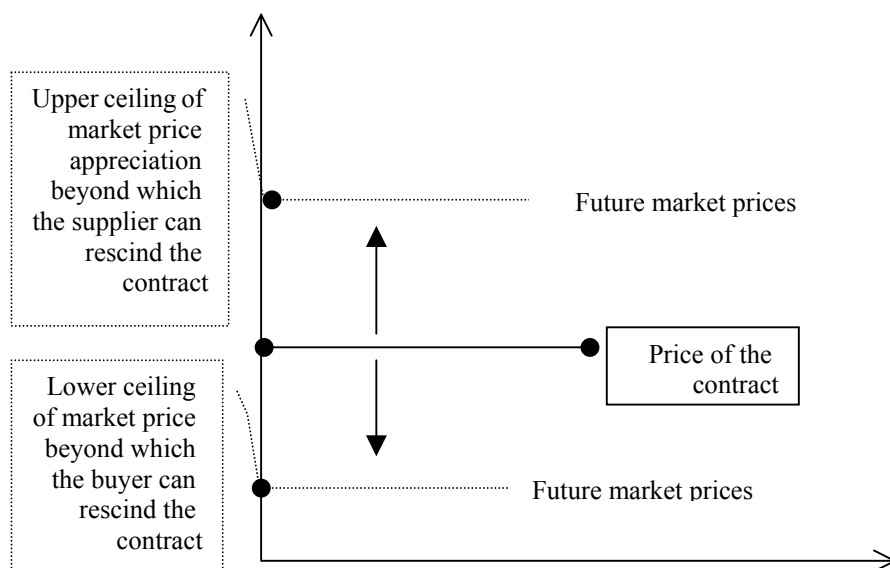 Upper ceiling of
market price
appreciation
beyond which
the supplier can
rescind the
contract
Future market prices
Price of the
contract
Lower ceiling
of market price
beyond which
the buyer can
rescind the
contract
Future market prices